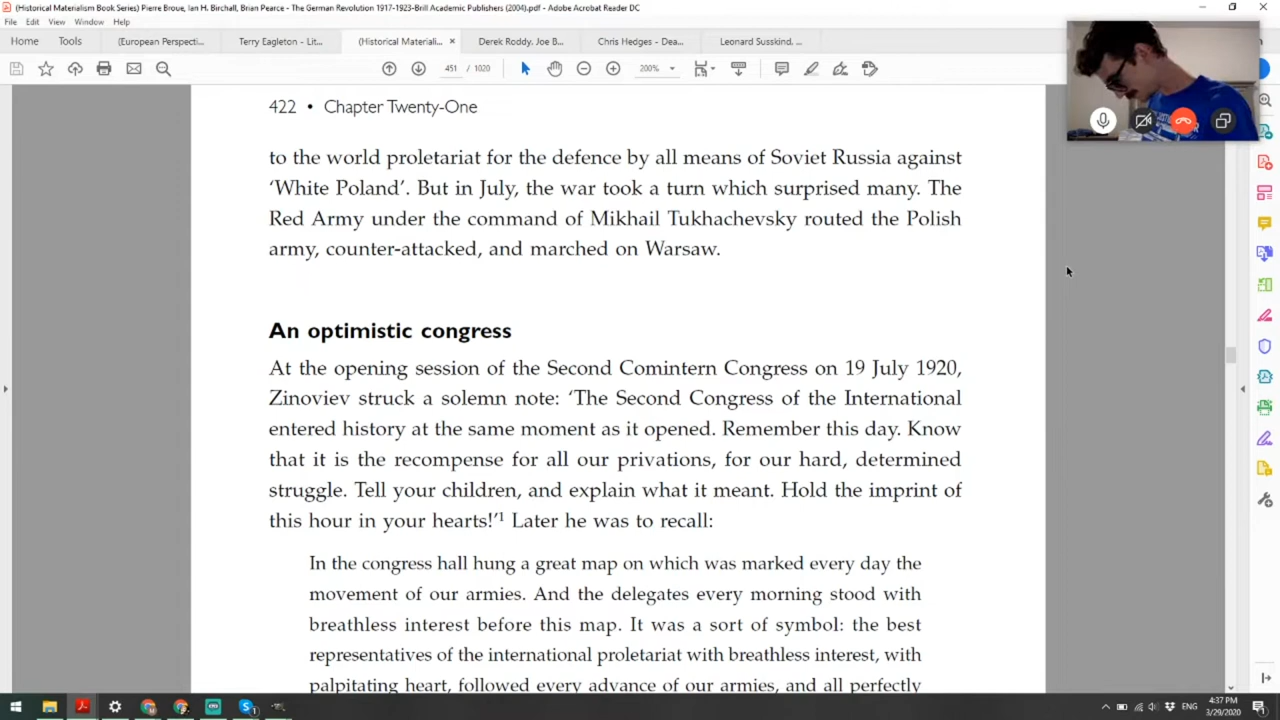 (Historical Materialism Book Series) Pierre Broue, Ian H. Birchall, Brian Pearce - The German Revolution 1917-1923-Brill Academic Publishers (2004).pdf - Adobe Acrobat Reader DC
File Edit View Window Help
Home Tools (European Perspecti... Terry Eagleton - Lit... (Historical Materiali... × Derek Roddy, Joe B... Chris Hedges - Dea... Leonard Susskind, ...
451 / 1020 200%
422 • Chapter Twenty-One
to the world proletariat for the defence by all means of Soviet Russia against
‘White Poland’. But in July, the war took a turn which surprised many. The
Red Army under the command of Mikhail Tukhachevsky routed the Polish
army, counter-attacked, and marched on Warsaw.
An optimistic congress
At the opening session of the Second Comintern Congress on 19 July 1920,
Zinoviev struck a solemn note: ‘The Second Congress of the International
entered history at the same moment as it opened. Remember this day. Know
that it is the recompense for all our privations, for our hard, determined
struggle. Tell your children, and explain what it meant. Hold the imprint of
this hour in your hearts!’¹ Later he was to recall:
In the congress hall hung a great map on which was marked every day the
movement of our armies. And the delegates every morning stood with
breathless interest before this map. It was a sort of symbol: the best
representatives of the international proletariat with breathless interest, with
palpitating heart, followed every advance of our armies, and all perfectly
ENG
4:37 PM
3/29/2020